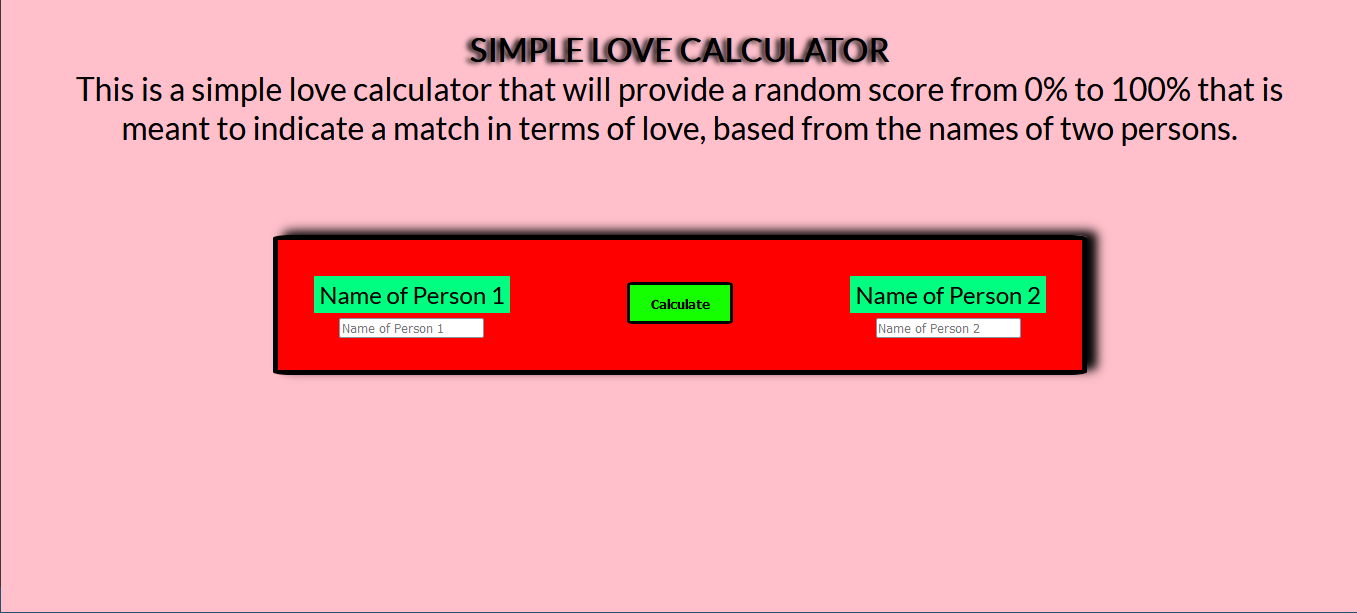 SIMPLE LOVE CALCULATOR
This is a simple love calculator that will provide a random score from 0% to 100% that is
meant to indicate a match in terms of love, based from the names of two persons.
Name of Person 1
Name of Person 1
Calculate
Name of Person 2
Name of Person 2